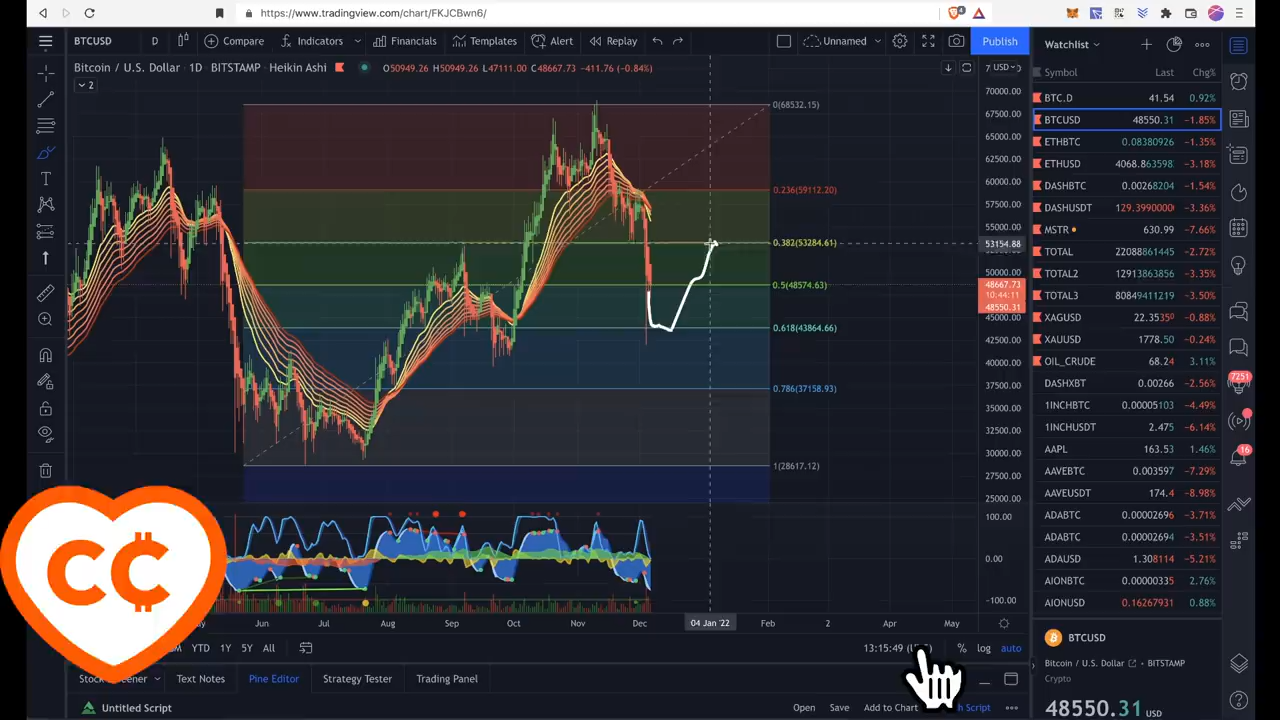 https://www.tradingview.com/chart/FKJCBwn6/
BTCUSD D Compare Indicators Financials Templates Alert Replay Unnamed Publish
Watchlist
Bitcoin / U.S. Dollar · 1D · BITSTAMP · Heikin Ashi O50949.26 H50949.26 L47111.00 C48667.73 -411.76 (-0.84%)
USD
2
Symbol Last Chg%
70000.00
67500.00
65000.00
62500.00
60000.00
57500.00
55000.00
53154.88
50000.00
48667.73
10:44:11
48550.31
45000.00
42500.00
40000.00
37500.00
35000.00
32500.00
30000.00
27500.00
25000.00
100.00
0.00
-100.00
0(68532.15)
0.236(59112.20)
0.382(53284.61)
0.5(48574.63)
0.618(43864.66)
0.786(37158.93)
1(28617.12)
Jun Jul Aug Sep Oct Nov Dec 04 Jan '22 Feb 2 Apr May
YTD 1Y 5Y All
13:15:49
% log auto
Text Notes Pine Editor Strategy Tester Trading Panel
Untitled Script
Open Save Add to Chart
BTC.D 41.54 0.92%
BTCUSD 48550.31 −1.85%
ETHBTC 0.08380926 −1.35%
ETHUSD 4068.863598 −3.18%
DASHBTC 0.00268204 −1.54%
DASHUSDT 129.3990000 −3.36%
MSTR 630.99 −7.66%
TOTAL 22088861445 −2.72%
TOTAL2 12913863856 −3.35%
TOTAL3 80849411219 −3.50%
XAGUSD 22.3535 −0.88%
XAUUSD 1778.50 −0.24%
OIL_CRUDE 68.24 3.11%
DASHXBT 0.00266 −2.56%
1INCHBTC 0.00005103 −4.49%
1INCHUSDT 2.475 −6.14%
AAPL 163.53 1.46%
AAVEBTC 0.003597 −7.29%
AAVEUSDT 174.4 −8.98%
ADABTC 0.00002696 −3.71%
ADABTC 0.00002694 −3.51%
ADAUSD 1.308114 −5.21%
AIONBTC 0.00000335 2.76%
AIONUSD 0.16267931 0.88%
BTCUSD
Bitcoin / U.S. Dollar BITSTAMP
Crypto
48550.31 USD
7251
16